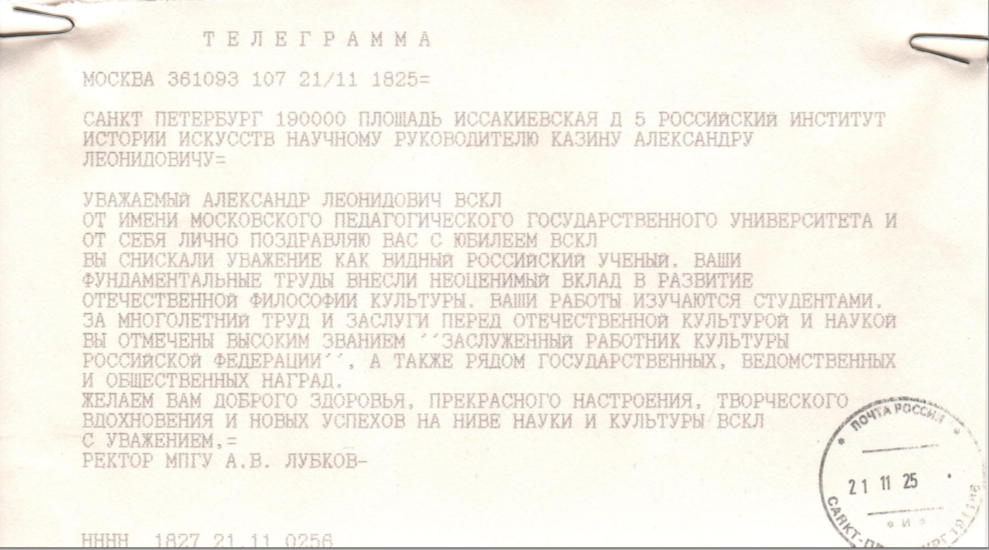 ТЕЛЕГРАММА
МОСКВА 361093 107 21/11 1825=
САНКТ ПЕТЕРБУРГ 190000 ПЛОЩАДЬ ИССАКИЕВСКАЯ Д 5 РОССИЙСКИЙ ИНСТИТУТ
ИСТОРИИ ИСКУССТВ НАУЧНОМУ РУКОВОДИТЕЛЮ КАЗИНУ АЛЕКСАНДРУ
ЛЕОНИДОВИЧУ=
УВАЖАЕМЫЙ АЛЕКСАНДР ЛЕОНИДОВИЧ ВСКЛ
ОТ ИМЕНИ МОСКОВСКОГО ПЕДАГОГИЧЕСКОГО ГОСУДАРСТВЕННОГО УНИВЕРСИТЕТА И
ОТ СЕБЯ ЛИЧНО ПОЗДРАВЛЯЮ ВАС С ЮБИЛЕЕМ ВСКЛ
ВЫ СНИСКАЛИ УВАЖЕНИЕ КАК ВИДНЫЙ РОССИЙСКИЙ УЧЕНЫЙ. ВАШИ
ФУНДАМЕНТАЛЬНЫЕ ТРУДЫ ВНЕСЛИ НЕОЦЕНИМЫЙ ВКЛАД В РАЗВИТИЕ
ОТЕЧЕСТВЕННОЙ ФИЛОСОФИИ КУЛЬТУРЫ. ВАШИ РАБОТЫ ИЗУЧАЮТСЯ СТУДЕНТАМИ.
ЗА МНОГОЛЕТНИЙ ТРУД И ЗАСЛУГИ ПЕРЕД ОТЕЧЕСТВЕННОЙ КУЛЬТУРОЙ И НАУКОЙ
ВЫ ОТМЕЧЕНЫ ВЫСОКИМ ЗВАНИЕМ ´´ЗАСЛУЖЕННЫЙ РАБОТНИК КУЛЬТУРЫ
РОССИЙСКОЙ ФЕДЕРАЦИИ´´, А ТАКЖЕ РЯДОМ ГОСУДАРСТВЕННЫХ, ВЕДОМСТВЕННЫХ
И ОБЩЕСТВЕННЫХ НАГРАД.
ЖЕЛАЕМ ВАМ ДОБРОГО ЗДОРОВЬЯ, ПРЕКРАСНОГО НАСТРОЕНИЯ, ТВОРЧЕСКОГО
ВДОХНОВЕНИЯ И НОВЫХ УСПЕХОВ НА НИВЕ НАУКИ И КУЛЬТУРЫ ВСКЛ
С УВАЖЕНИЕМ,=
РЕКТОР МПГУ А.В. ЛУБКОВ-
НННН 1827 21.11 0256
ПОЧТА РОССИИ
21 11 25
И